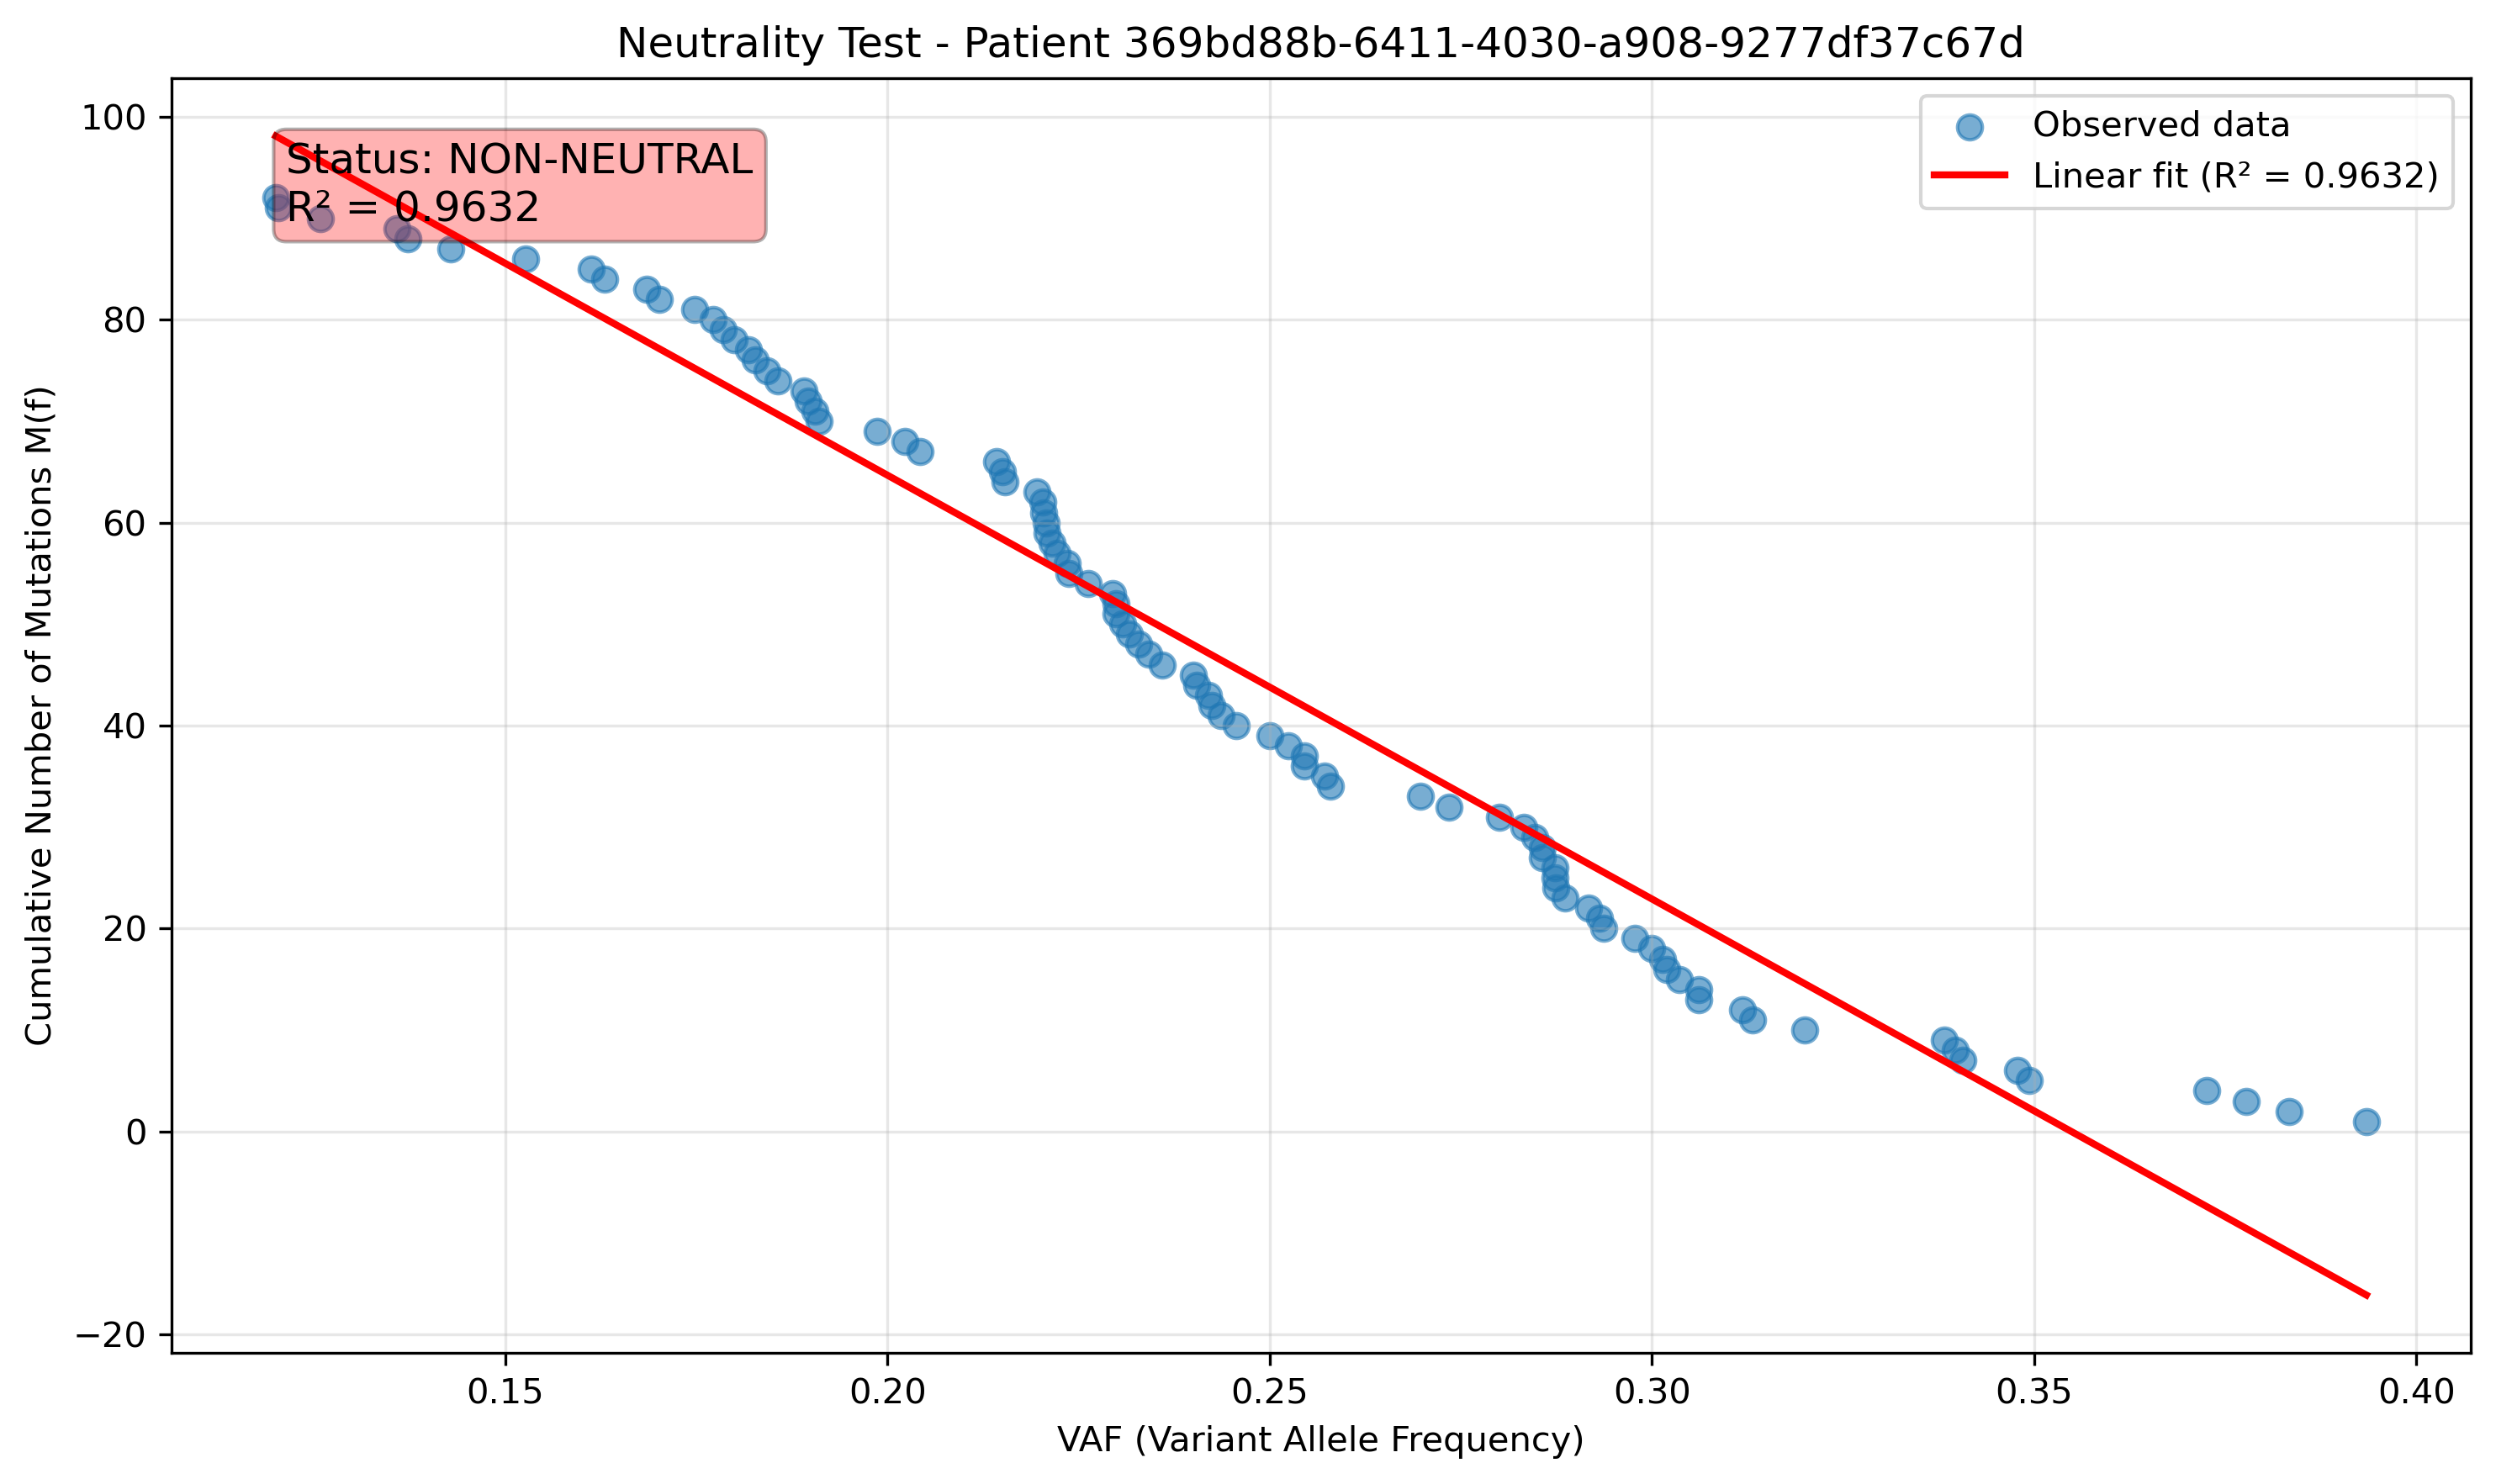 Neutrality Test - Patient 369bd88b-6411-4030-a908-9277df37c67d
Status: NON-NEUTRAL
R² = 0.9632
Observed data
Linear fit (R² = 0.9632)
Cumulative Number of Mutations M(f)
100
80
60
40
20
0
−20
0.15
0.20
0.25
0.30
0.35
0.40
VAF (Variant Allele Frequency)